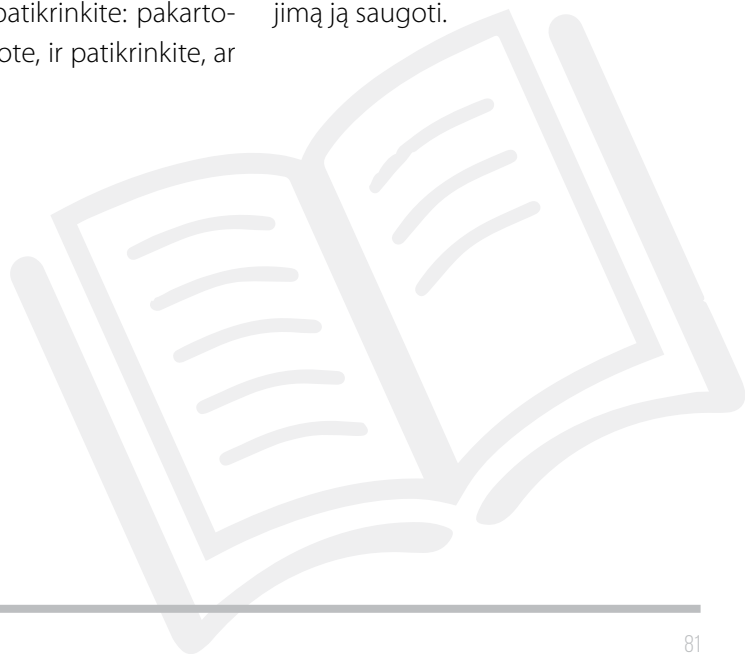 patikrinkite: pakarto-
ote, ir patikrinkite, ar
jimą ją saugoti.
81